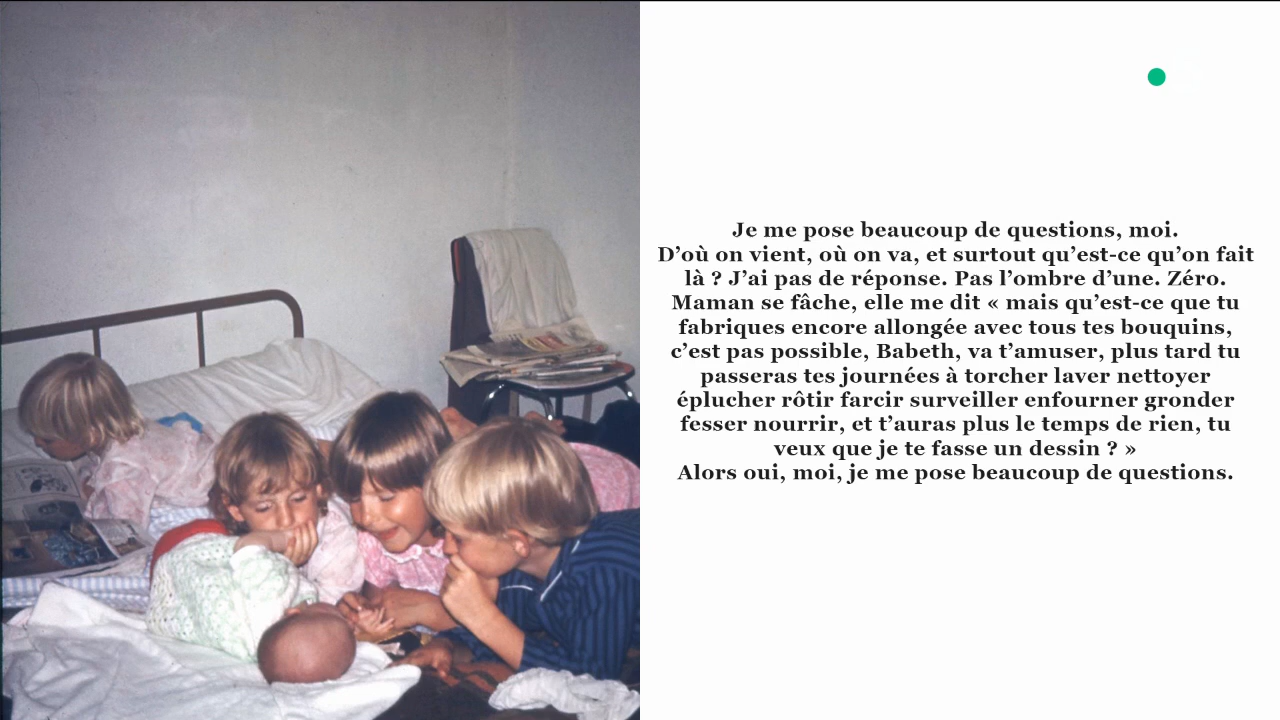 Je me pose beaucoup de questions, moi.
D’où on vient, où on va, et surtout qu’est-ce qu’on fait
là ? J’ai pas de réponse. Pas l’ombre d’une. Zéro.
Maman se fâche, elle me dit « mais qu’est-ce que tu
fabriques encore allongée avec tous tes bouquins,
c’est pas possible, Babeth, va t’amuser, plus tard tu
passeras tes journées à torcher laver nettoyer
éplucher rôtir farcir surveiller enfourner gronder
fesser nourrir, et t’auras plus le temps de rien, tu
veux que je te fasse un dessin ? »
Alors oui, moi, je me pose beaucoup de questions.